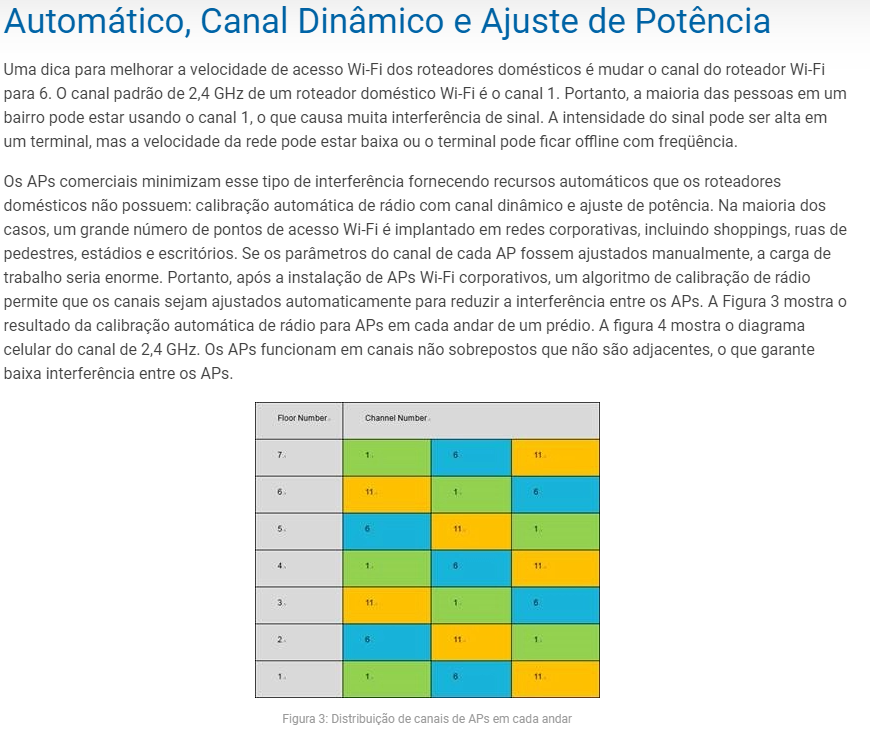 Automático, Canal Dinâmico e Ajuste de Potência
Uma dica para melhorar a velocidade de acesso Wi-Fi dos roteadores domésticos é mudar o canal do roteador Wi-Fi
para 6. O canal padrão de 2,4 GHz de um roteador doméstico Wi-Fi é o canal 1. Portanto, a maioria das pessoas em um
bairro pode estar usando o canal 1, o que causa muita interferência de sinal. A intensidade do sinal pode ser alta em
um terminal, mas a velocidade da rede pode estar baixa ou o terminal pode ficar offline com freqüência.
Os APs comerciais minimizam esse tipo de interferência fornecendo recursos automáticos que os roteadores
domésticos não possuem: calibração automática de rádio com canal dinâmico e ajuste de potência. Na maioria dos
casos, um grande número de pontos de acesso Wi-Fi é implantado em redes corporativas, incluindo shoppings, ruas de
pedestres, estádios e escritórios. Se os parâmetros do canal de cada AP fossem ajustados manualmente, a carga de
trabalho seria enorme. Portanto, após a instalação de APs Wi-Fi corporativos, um algoritmo de calibração de rádio
permite que os canais sejam ajustados automaticamente para reduzir a interferência entre os APs. A Figura 3 mostra o
resultado da calibração automática de rádio para APs em cada andar de um prédio. A figura 4 mostra o diagrama
celular do canal de 2,4 GHz. Os APs funcionam em canais não sobrepostos que não são adjacentes, o que garante
baixa interferência entre os APs.
Floor Number Channel Number
7 1 6 11
6 11 1 6
5 6 11 1
4 1 6 11
3 11 1 6
2 6 11 1
1 1 6 11
Figura 3: Distribuição de canais de APs em cada andar